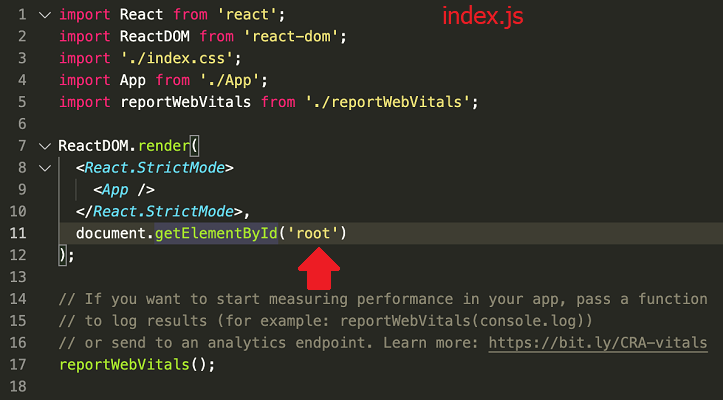 index.js
1 import React from 'react';
2 import ReactDOM from 'react-dom';
3 import './index.css';
4 import App from './App';
5 import reportWebVitals from './reportWebVitals';
6
7 ReactDOM.render(
8   <React.StrictMode>
9     <App />
10   </React.StrictMode>,
11   document.getElementById('root')
12 );
13
14 // If you want to start measuring performance in your app, pass a function
15 // to log results (for example: reportWebVitals(console.log))
16 // or send to an analytics endpoint. Learn more: https://bit.ly/CRA-vitals
17 reportWebVitals();
18